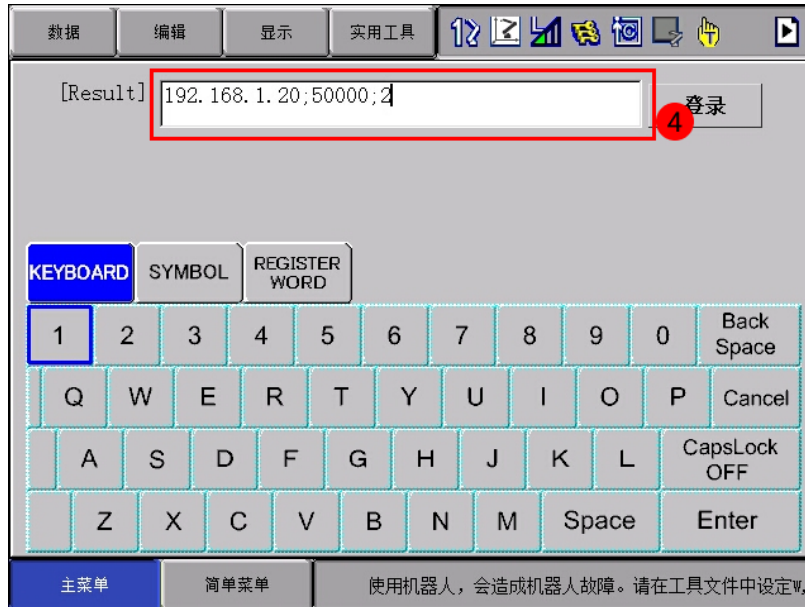 数据 编辑 显示 实用工具
[Result] 192.168.1.20;50000;2 登录
4
KEYBOARD SYMBOL REGISTER WORD
1 2 3 4 5 6 7 8 9 0 Back Space
Q W E R T Y U I O P Cancel
A S D F G H J K L CapsLock OFF
Z X C V B N M Space Enter
主菜单 简单菜单 使用机器人，会造成机器人故障。请在工具文件中设定W,